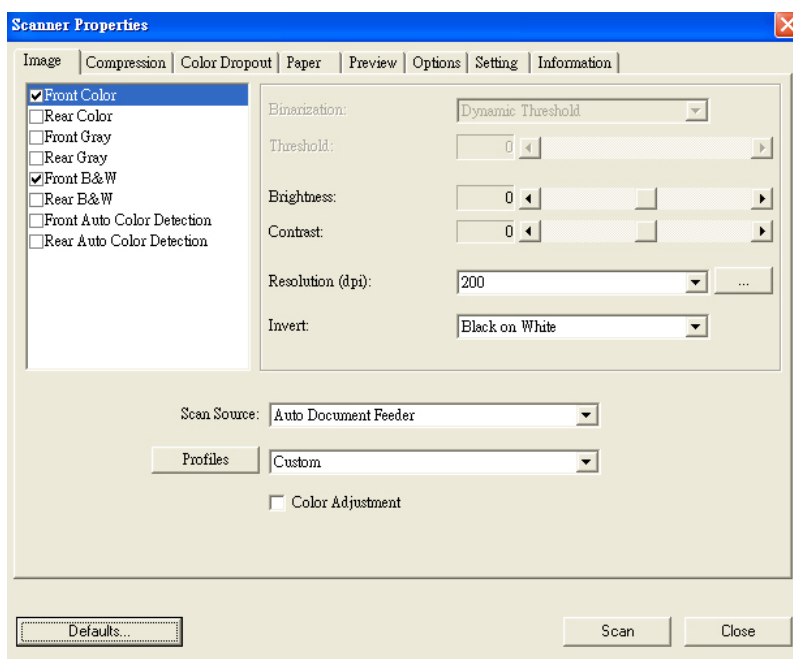 Scanner Properties
Image Compression Color Dropout Paper Preview Options Setting Information
Front Color
Rear Color
Front Gray
Rear Gray
Front B&W
Rear B&W
Front Auto Color Detection
Rear Auto Color Detection
Binarization: Dynamic Threshold
Threshold: 0
Brightness: 0
Contrast: 0
Resolution (dpi): 200 ...
Invert: Black on White
Scan Source: Auto Document Feeder
Profiles Custom
Color Adjustment
Defaults... Scan Close